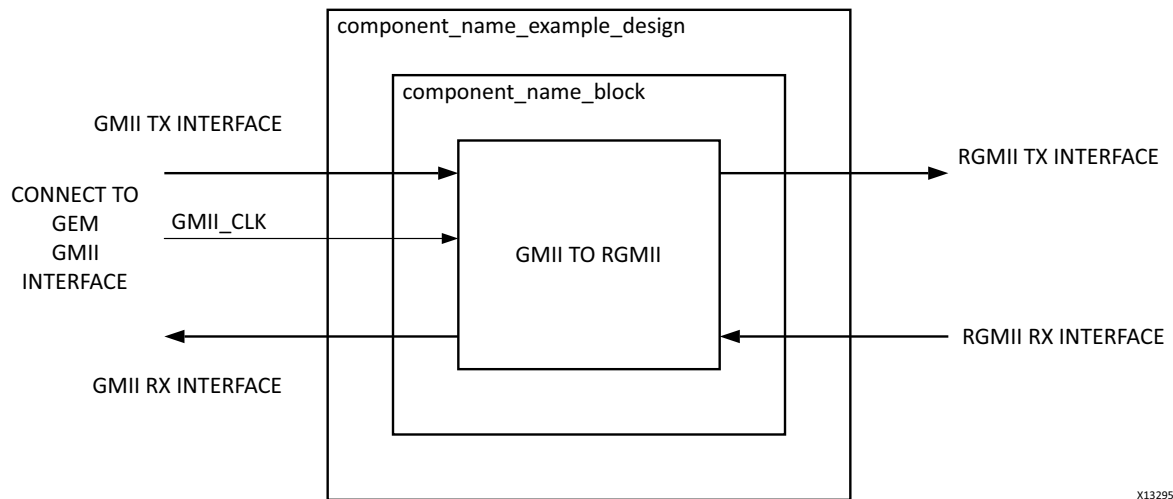 component_name_example_design
component_name_block
GMII TX INTERFACE
RGMII TX INTERFACE
CONNECT TO
GEM
GMII
INTERFACE
GMII_CLK
GMII TO RGMII
RGMII RX INTERFACE
GMII RX INTERFACE
X13295